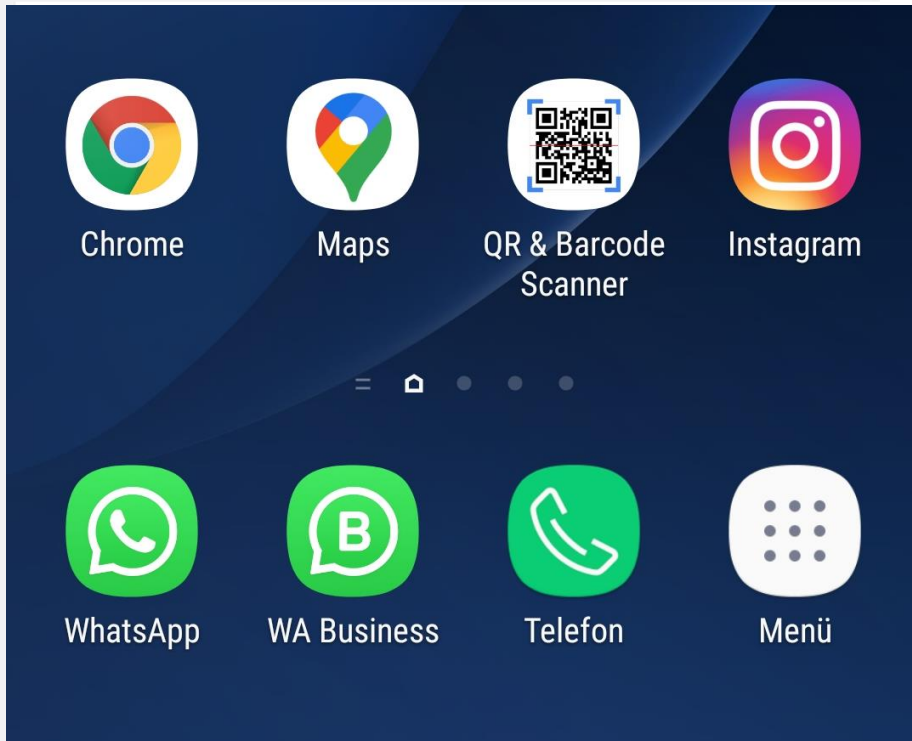 Chrome
Maps
QR & Barcode
Scanner
Instagram
B
WhatsApp
WA Business
Telefon
Menü